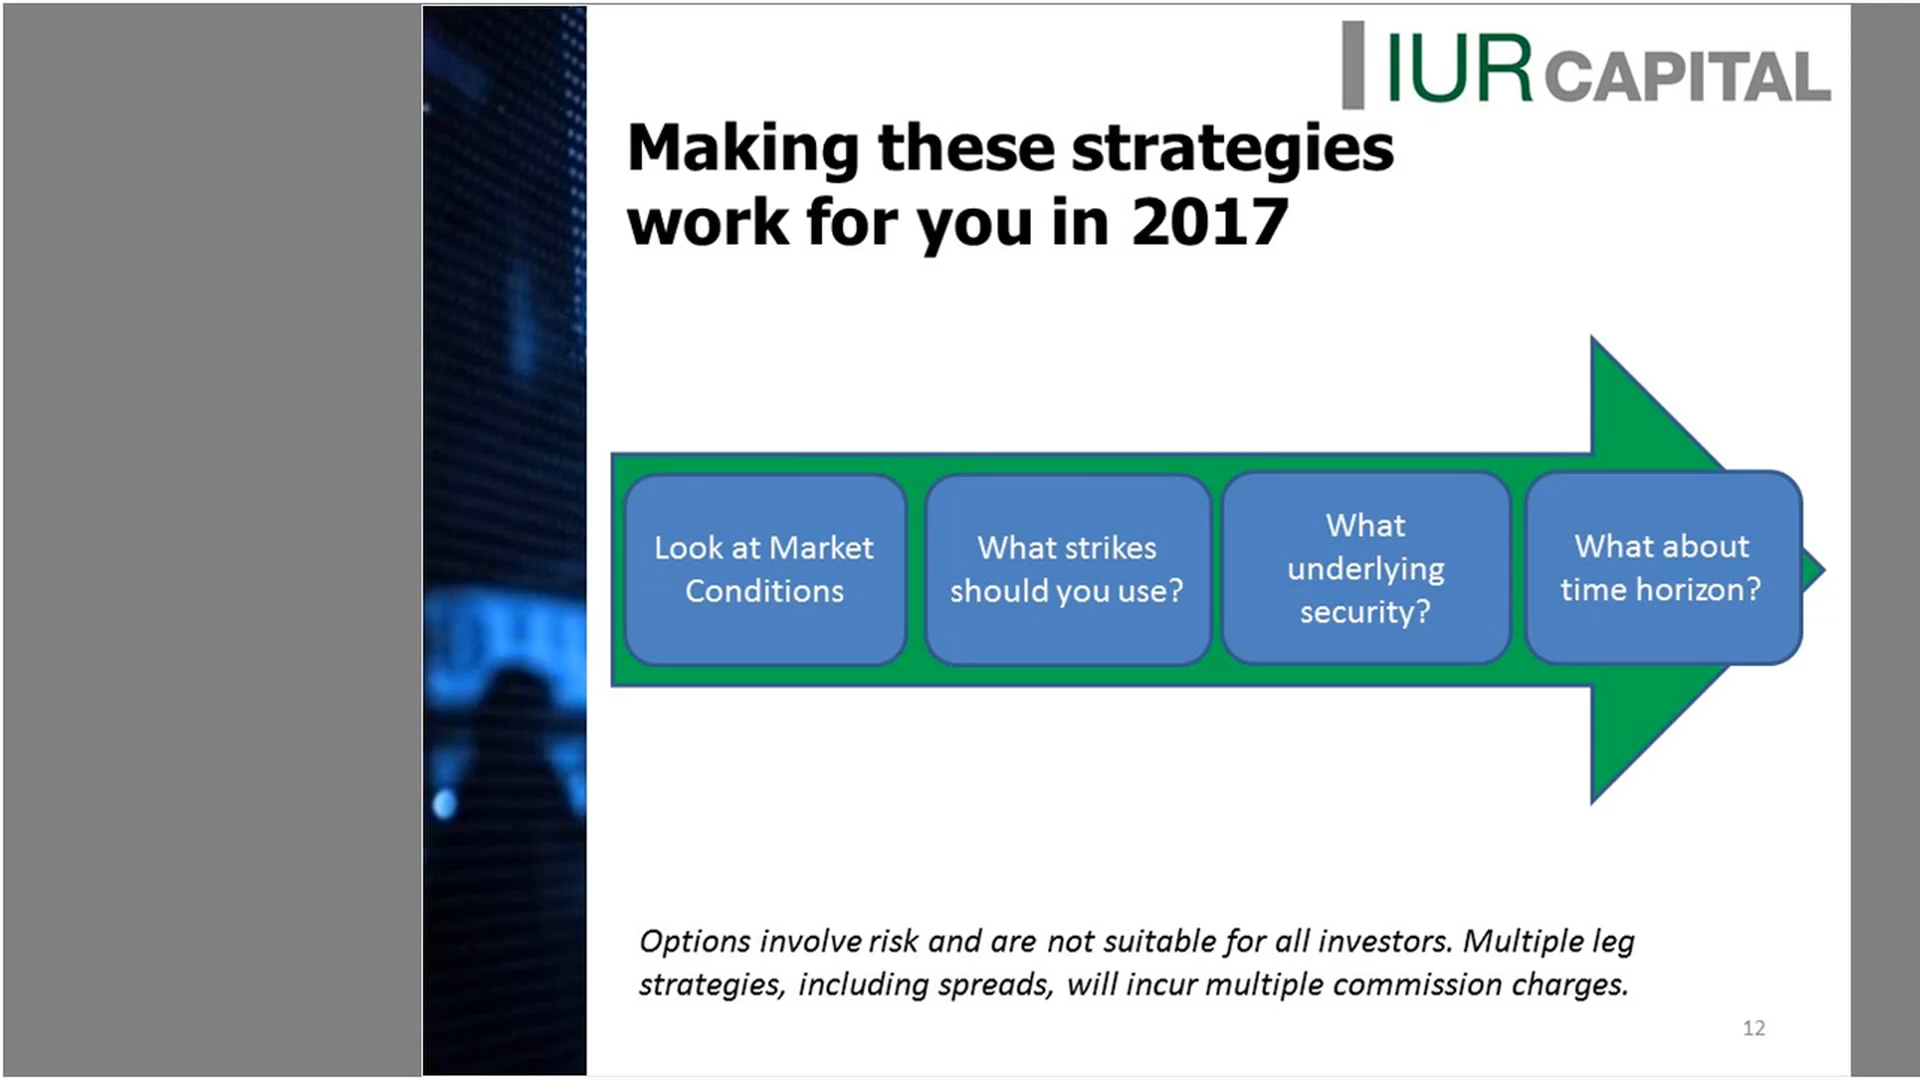 IUR CAPITAL
Making these strategies
work for you in 2017
Look at Market
Conditions
What strikes
should you use?
What
underlying
security?
What about
time horizon?
Options involve risk and are not suitable for all investors. Multiple leg
strategies, including spreads, will incur multiple commission charges.
12